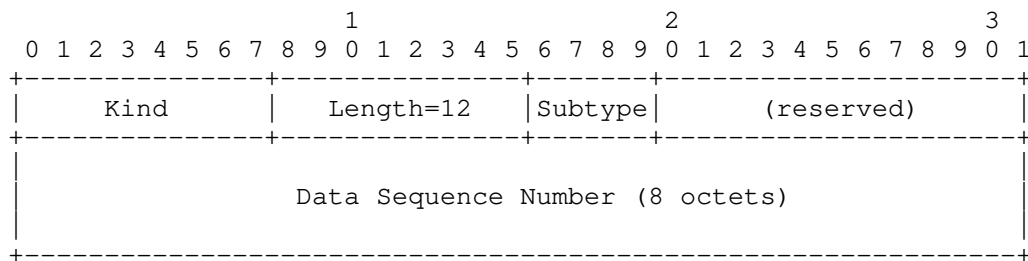 1                   2                   3
 0 1 2 3 4 5 6 7 8 9 0 1 2 3 4 5 6 7 8 9 0 1 2 3 4 5 6 7 8 9 0 1
+---------------+---------------+-------+-----------------------+
|     Kind      |   Length=12   |Subtype|      (reserved)       |
+---------------+---------------+-------+-----------------------+
|                                                               |
|                 Data Sequence Number (8 octets)               |
|                                                               |
+---------------------------------------------------------------+